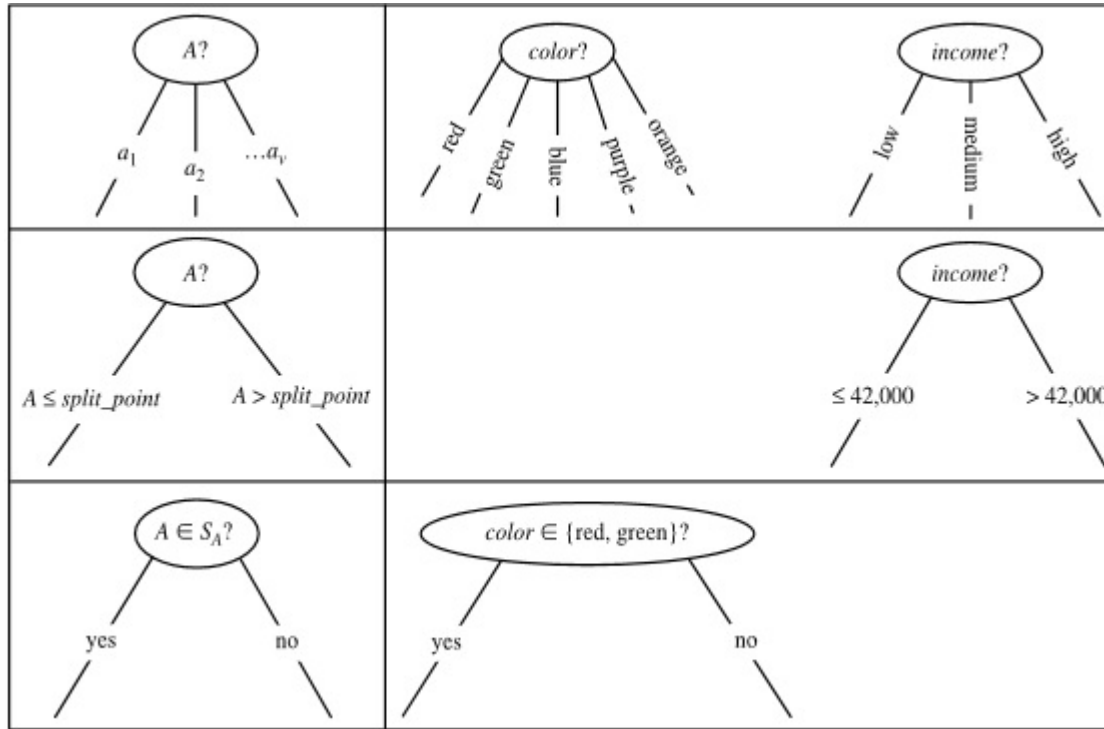 A?
a1
a2
…av
color?
red
green
blue
purple
orange
income?
low
medium
high
A?
A ≤ split_point
A > split_point
income?
≤ 42,000
> 42,000
A ∈ SA?
yes
no
color ∈ {red, green}?
yes
no